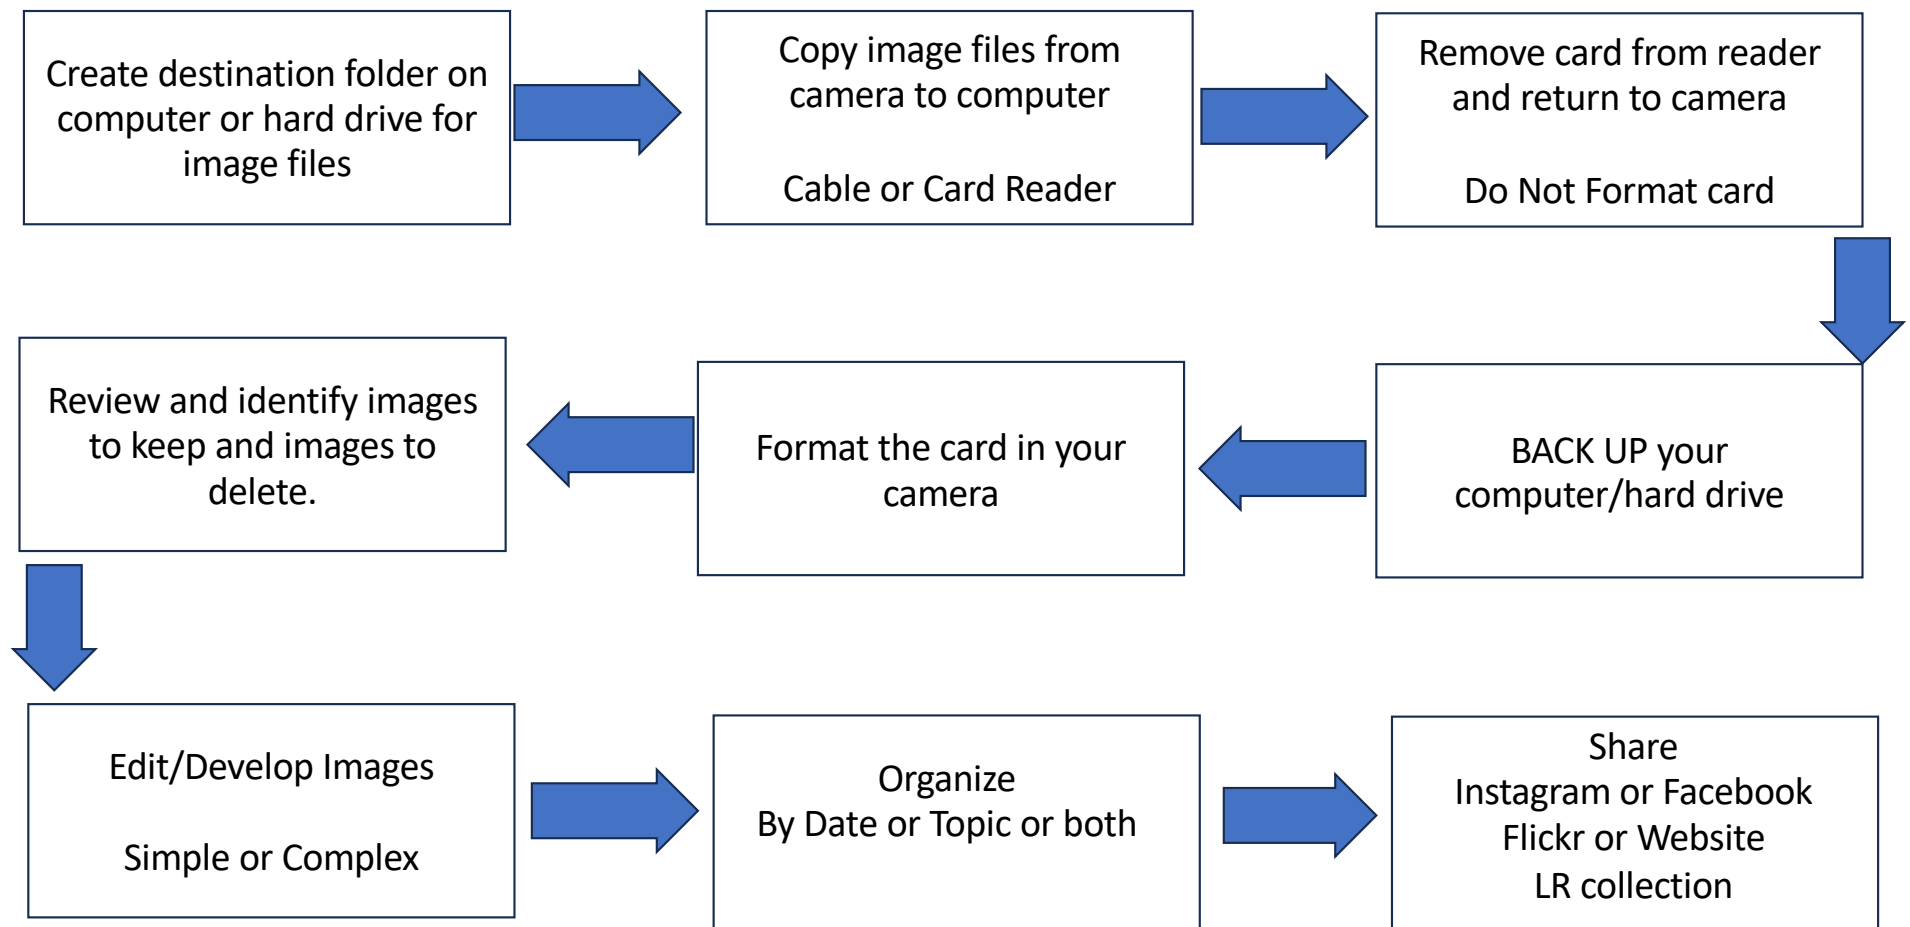 Create destination folder on
computer or hard drive for
image files
Copy image files from
camera to computer
Cable or Card Reader
Remove card from reader
and return to camera
Do Not Format card
BACK UP your
computer/hard drive
Format the card in your
camera
Review and identify images
to keep and images to
delete.
Edit/Develop Images
Simple or Complex
Organize
By Date or Topic or both
Share
Instagram or Facebook
Flickr or Website
LR collection